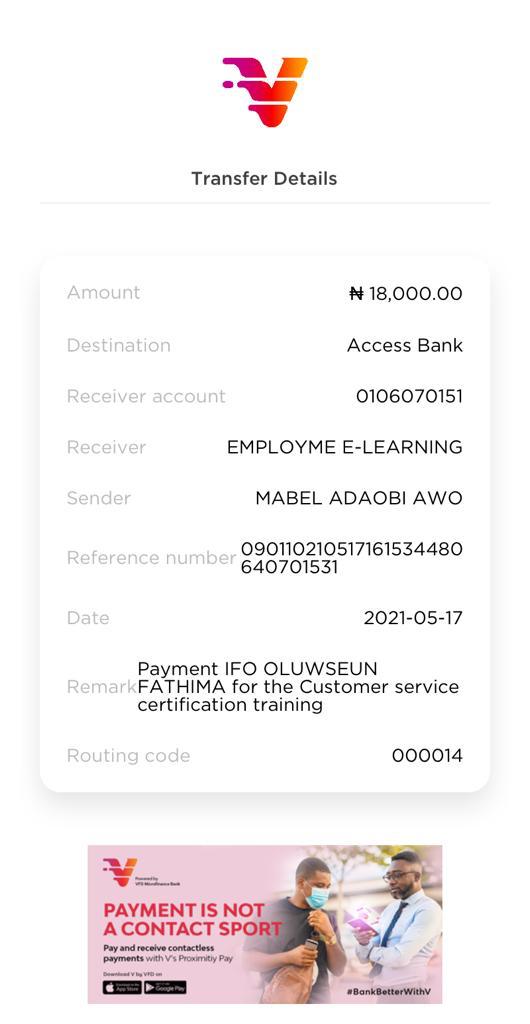 Transfer Details
Amount ₦ 18,000.00
Destination Access Bank
Receiver account 0106070151
Receiver EMPLOYME E-LEARNING
Sender MABEL ADAOBI AWO
Reference number 090110210517161534480
640701531
Date 2021-05-17
Remark Payment IFO OLUWSEUN
FATHIMA for the Customer service
certification training
Routing code 000014
Powered by
VFD Microfinance Bank
PAYMENT IS NOT
A CONTACT SPORT
Pay and receive contactless
payments with V's Proximitiy Pay
Download V by VFD on
App Store Google Play
#BankBetterWithV